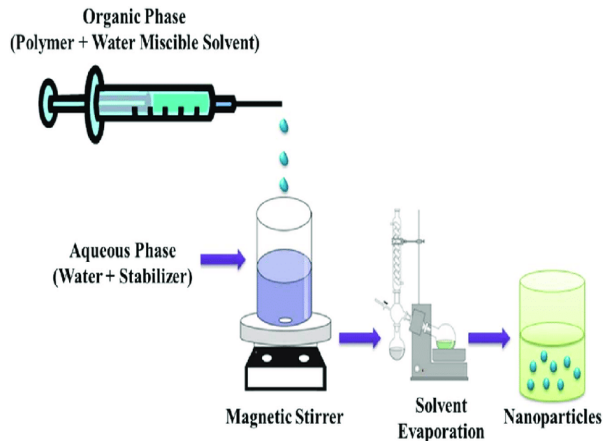 Organic Phase
(Polymer + Water Miscible Solvent)
Aqueous Phase
(Water + Stabilizer)
Magnetic Stirrer
Solvent
Evaporation
Nanoparticles